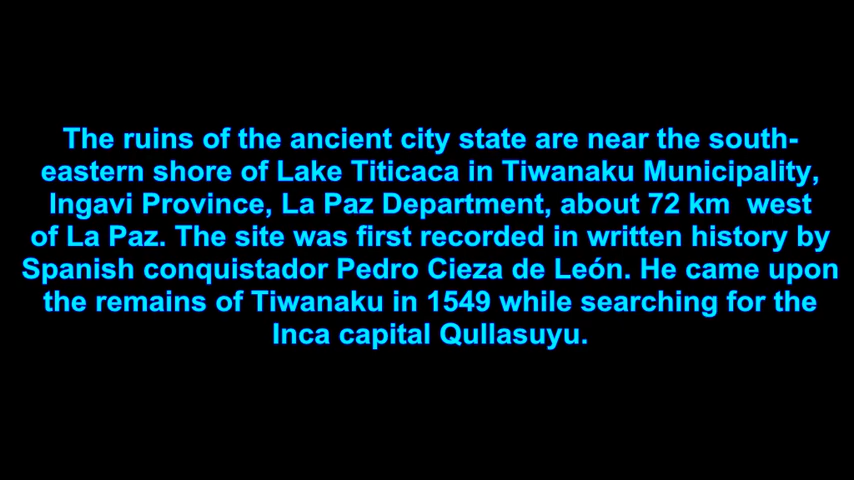 The ruins of the ancient city state are near the south-
eastern shore of Lake Titicaca in Tiwanaku Municipality,
Ingavi Province, La Paz Department, about 72 km  west
of La Paz. The site was first recorded in written history by
Spanish conquistador Pedro Cieza de León. He came upon
the remains of Tiwanaku in 1549 while searching for the
Inca capital Qullasuyu.